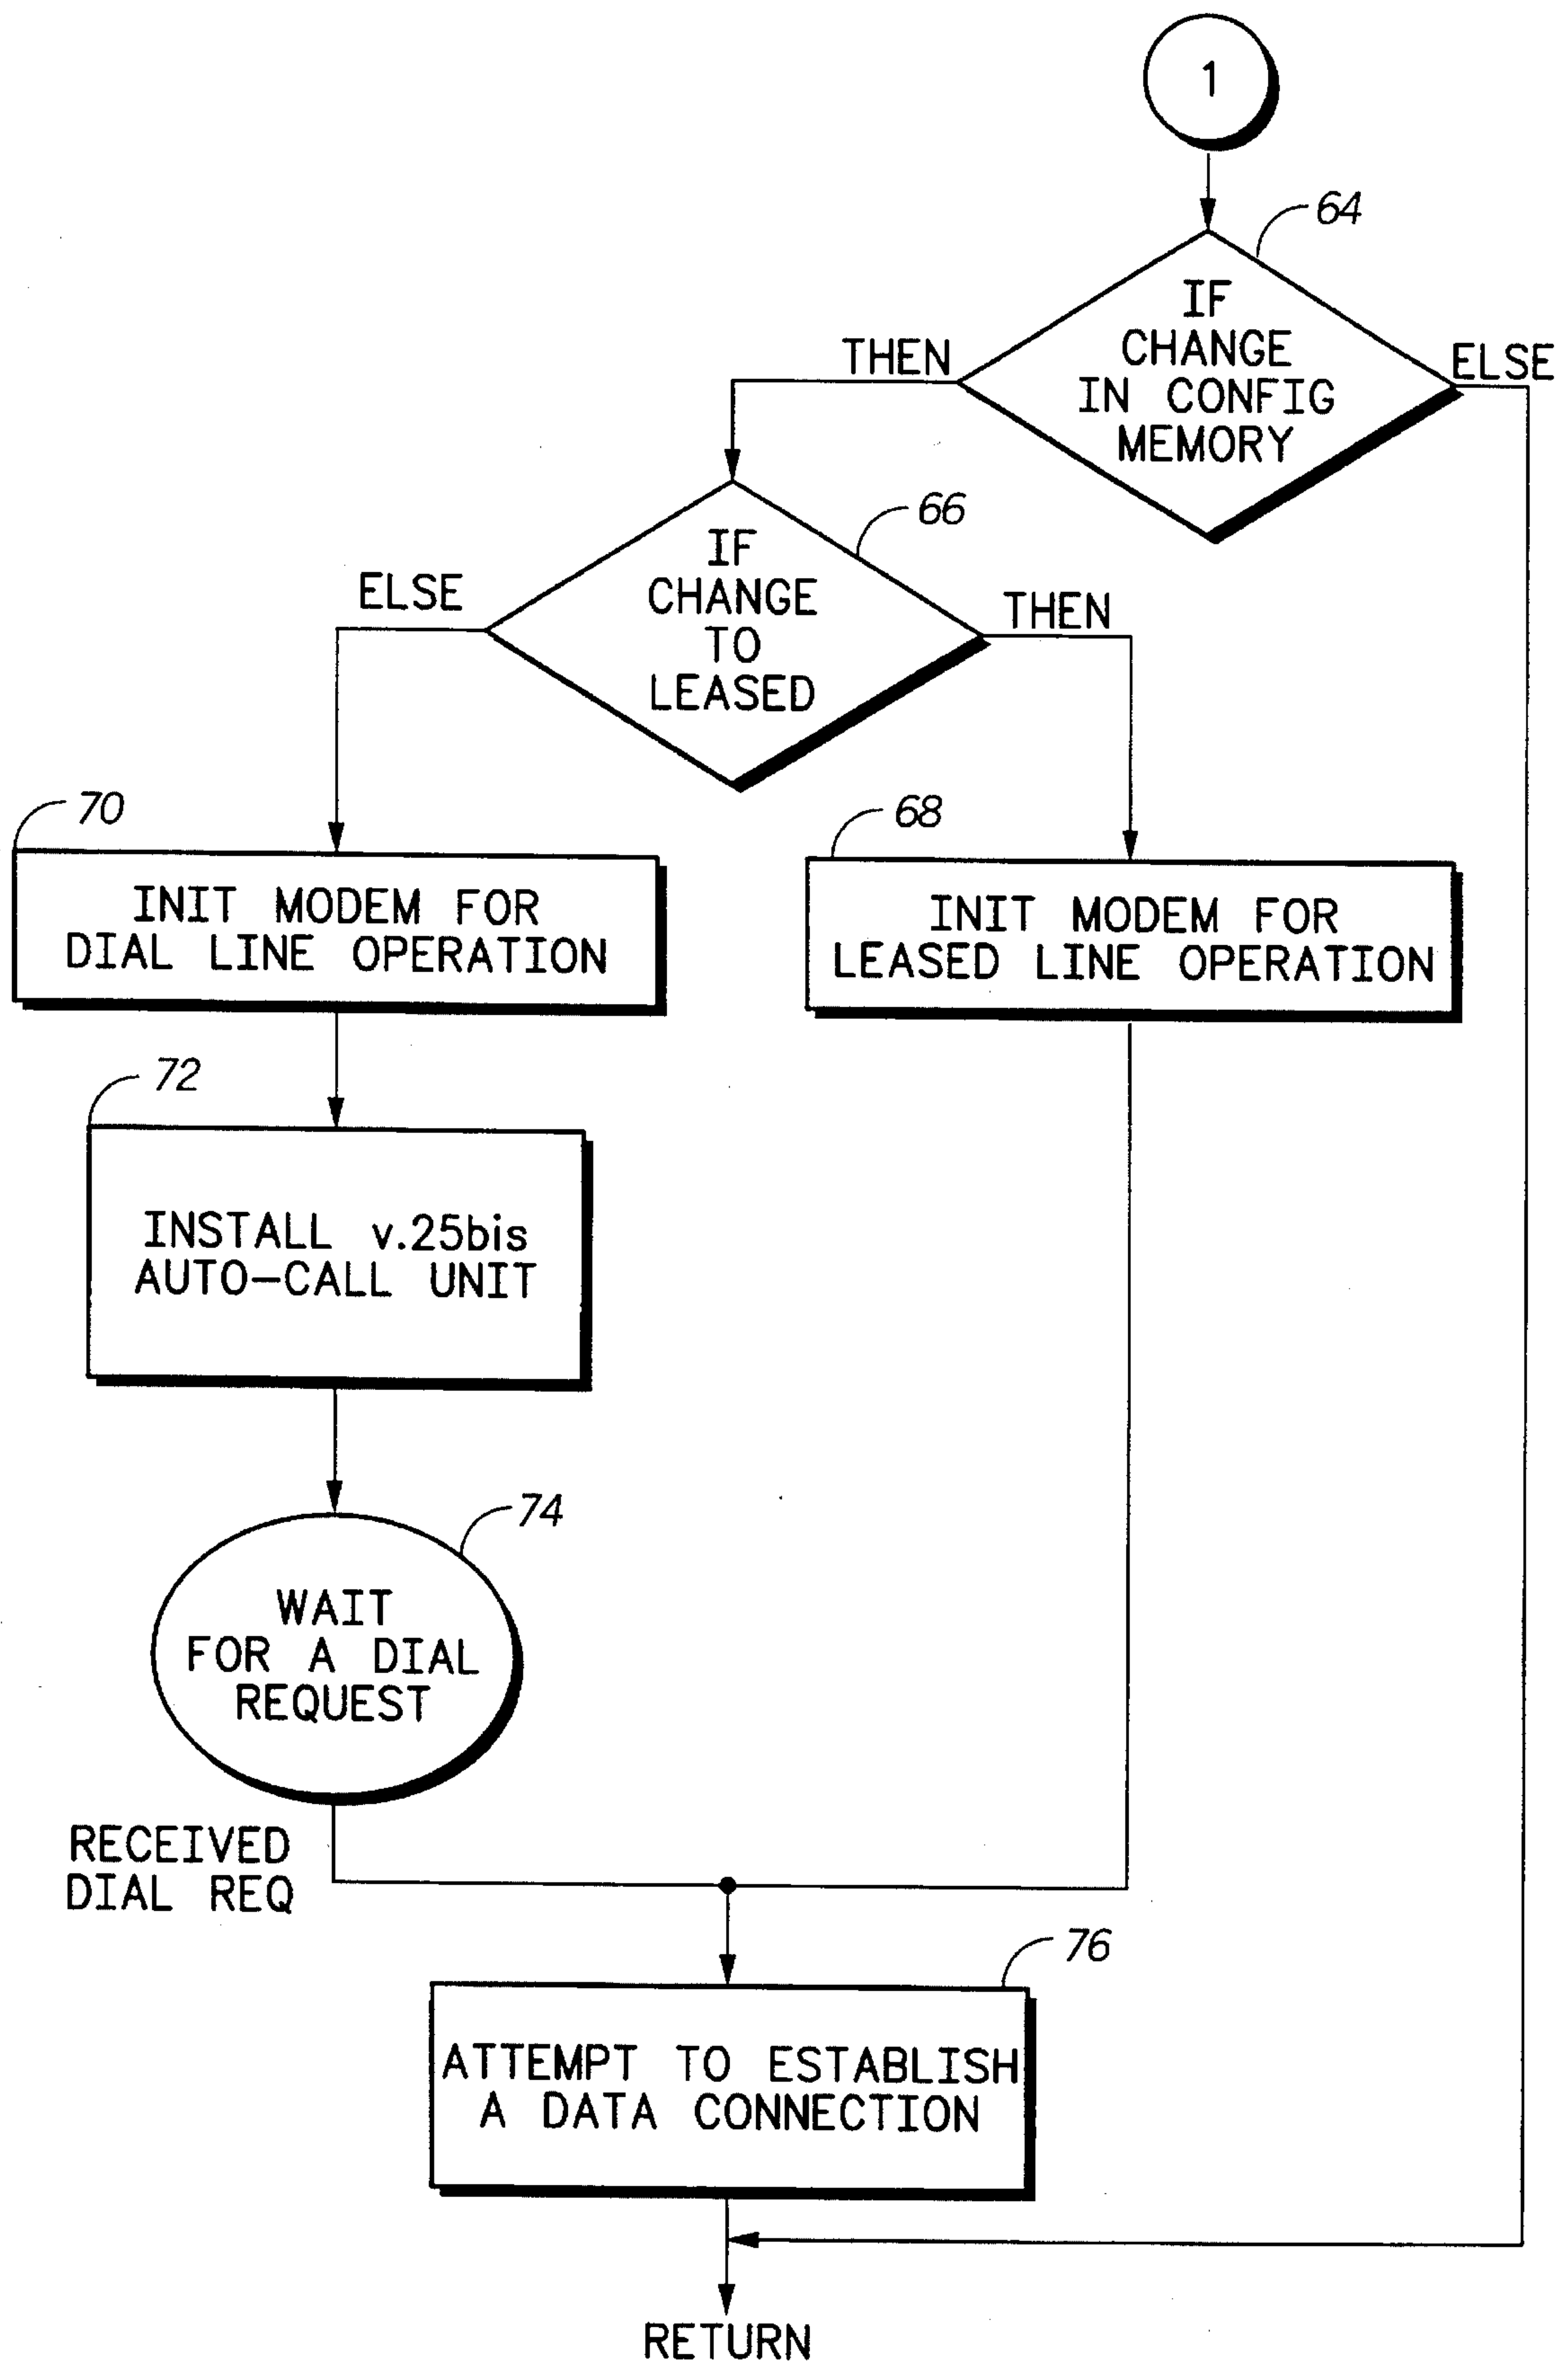 1
64
IF
CHANGE
IN CONFIG
MEMORY
THEN
ELSE
66
IF
CHANGE
TO
LEASED
ELSE
THEN
70
INIT MODEM FOR
DIAL LINE OPERATION
68
INIT MODEM FOR
LEASED LINE OPERATION
72
INSTALL v.25bis
AUTO-CALL UNIT
74
WAIT
FOR A DIAL
REQUEST
RECEIVED
DIAL REQ
76
ATTEMPT TO ESTABLISH
A DATA CONNECTION
RETURN